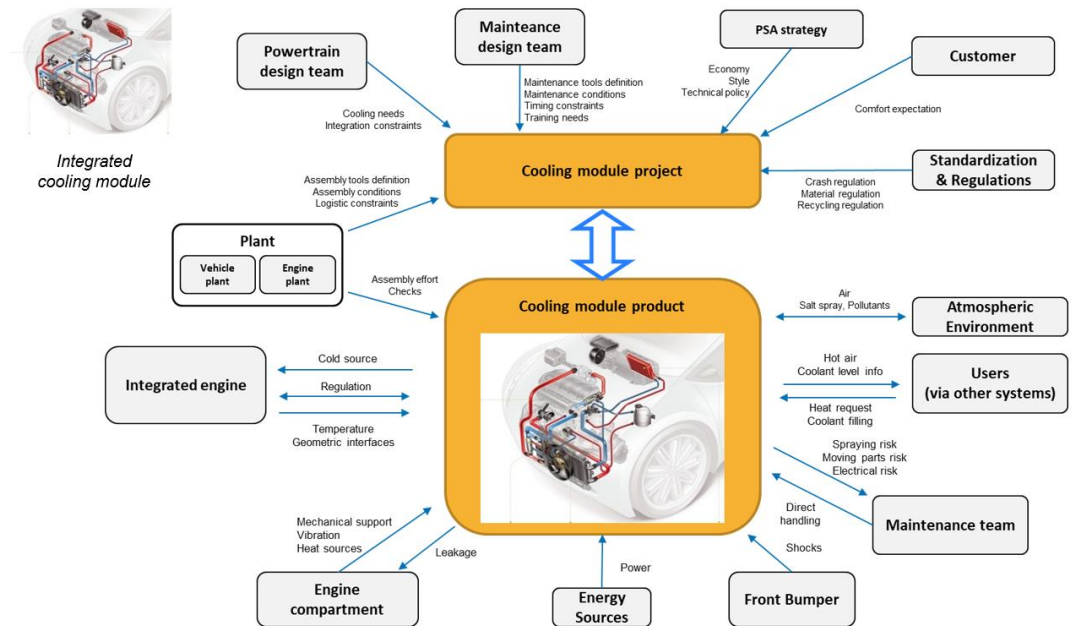 Integrated
cooling module
Powertrain
design team
Mainteance
design team
PSA strategy
Customer
Cooling needs
Integration constraints
Maintenance tools definition
Maintenance conditions
Timing constraints
Training needs
Economy
Style
Technical policy
Comfort expectation
Cooling module project
Standardization
& Regulations
Crash regulation
Material regulation
Recycling regulation
Assembly tools definition
Assembly conditions
Logistic constraints
Plant
Vehicle
plant
Engine
plant
Assembly effort
Checks
Cooling module product
Air
Salt spray, Pollutants
Atmospheric
Environment
Integrated engine
Cold source
Regulation
Temperature
Geometric interfaces
Hot air
Coolant level info
Heat request
Coolant filling
Users
(via other systems)
Spraying risk
Moving parts risk
Electrical risk
Direct
handling
Maintenance team
Mechanical support
Vibration
Heat sources
Leakage
Engine
compartment
Power
Energy
Sources
Shocks
Front Bumper